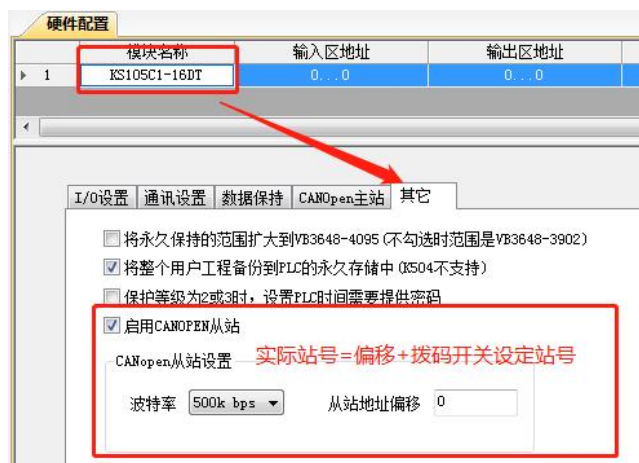 硬件配置
模块名称 输入区地址 输出区地址
1 KS105C1-16DT 0...0 0...0
I/O设置 通讯设置 数据保持 CANOpen主站 其它
将永久保持的范围扩大到VB3648-4095(不勾选时范围是VB3648-3902)
将整个用户工程备份到PLC的永久存储中(K504不支持)
保护等级为2或3时，设置PLC时间需要提供密码
启用CANOPEN从站
CANopen从站设置 实际站号=偏移+拨码开关设定站号
波特率 500k bps 从站地址偏移 0